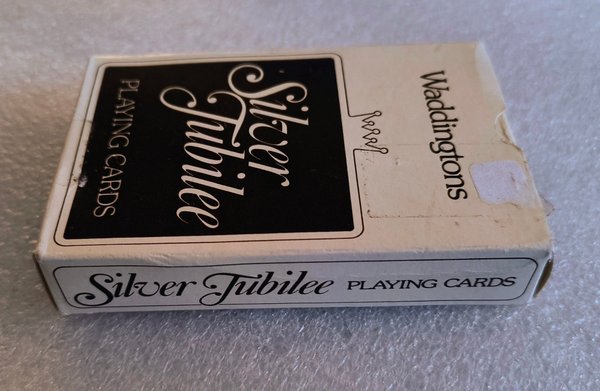 Waddingtons
Silver
Jubilee
PLAYING CARDS
Silver Jubilee PLAYING CARDS